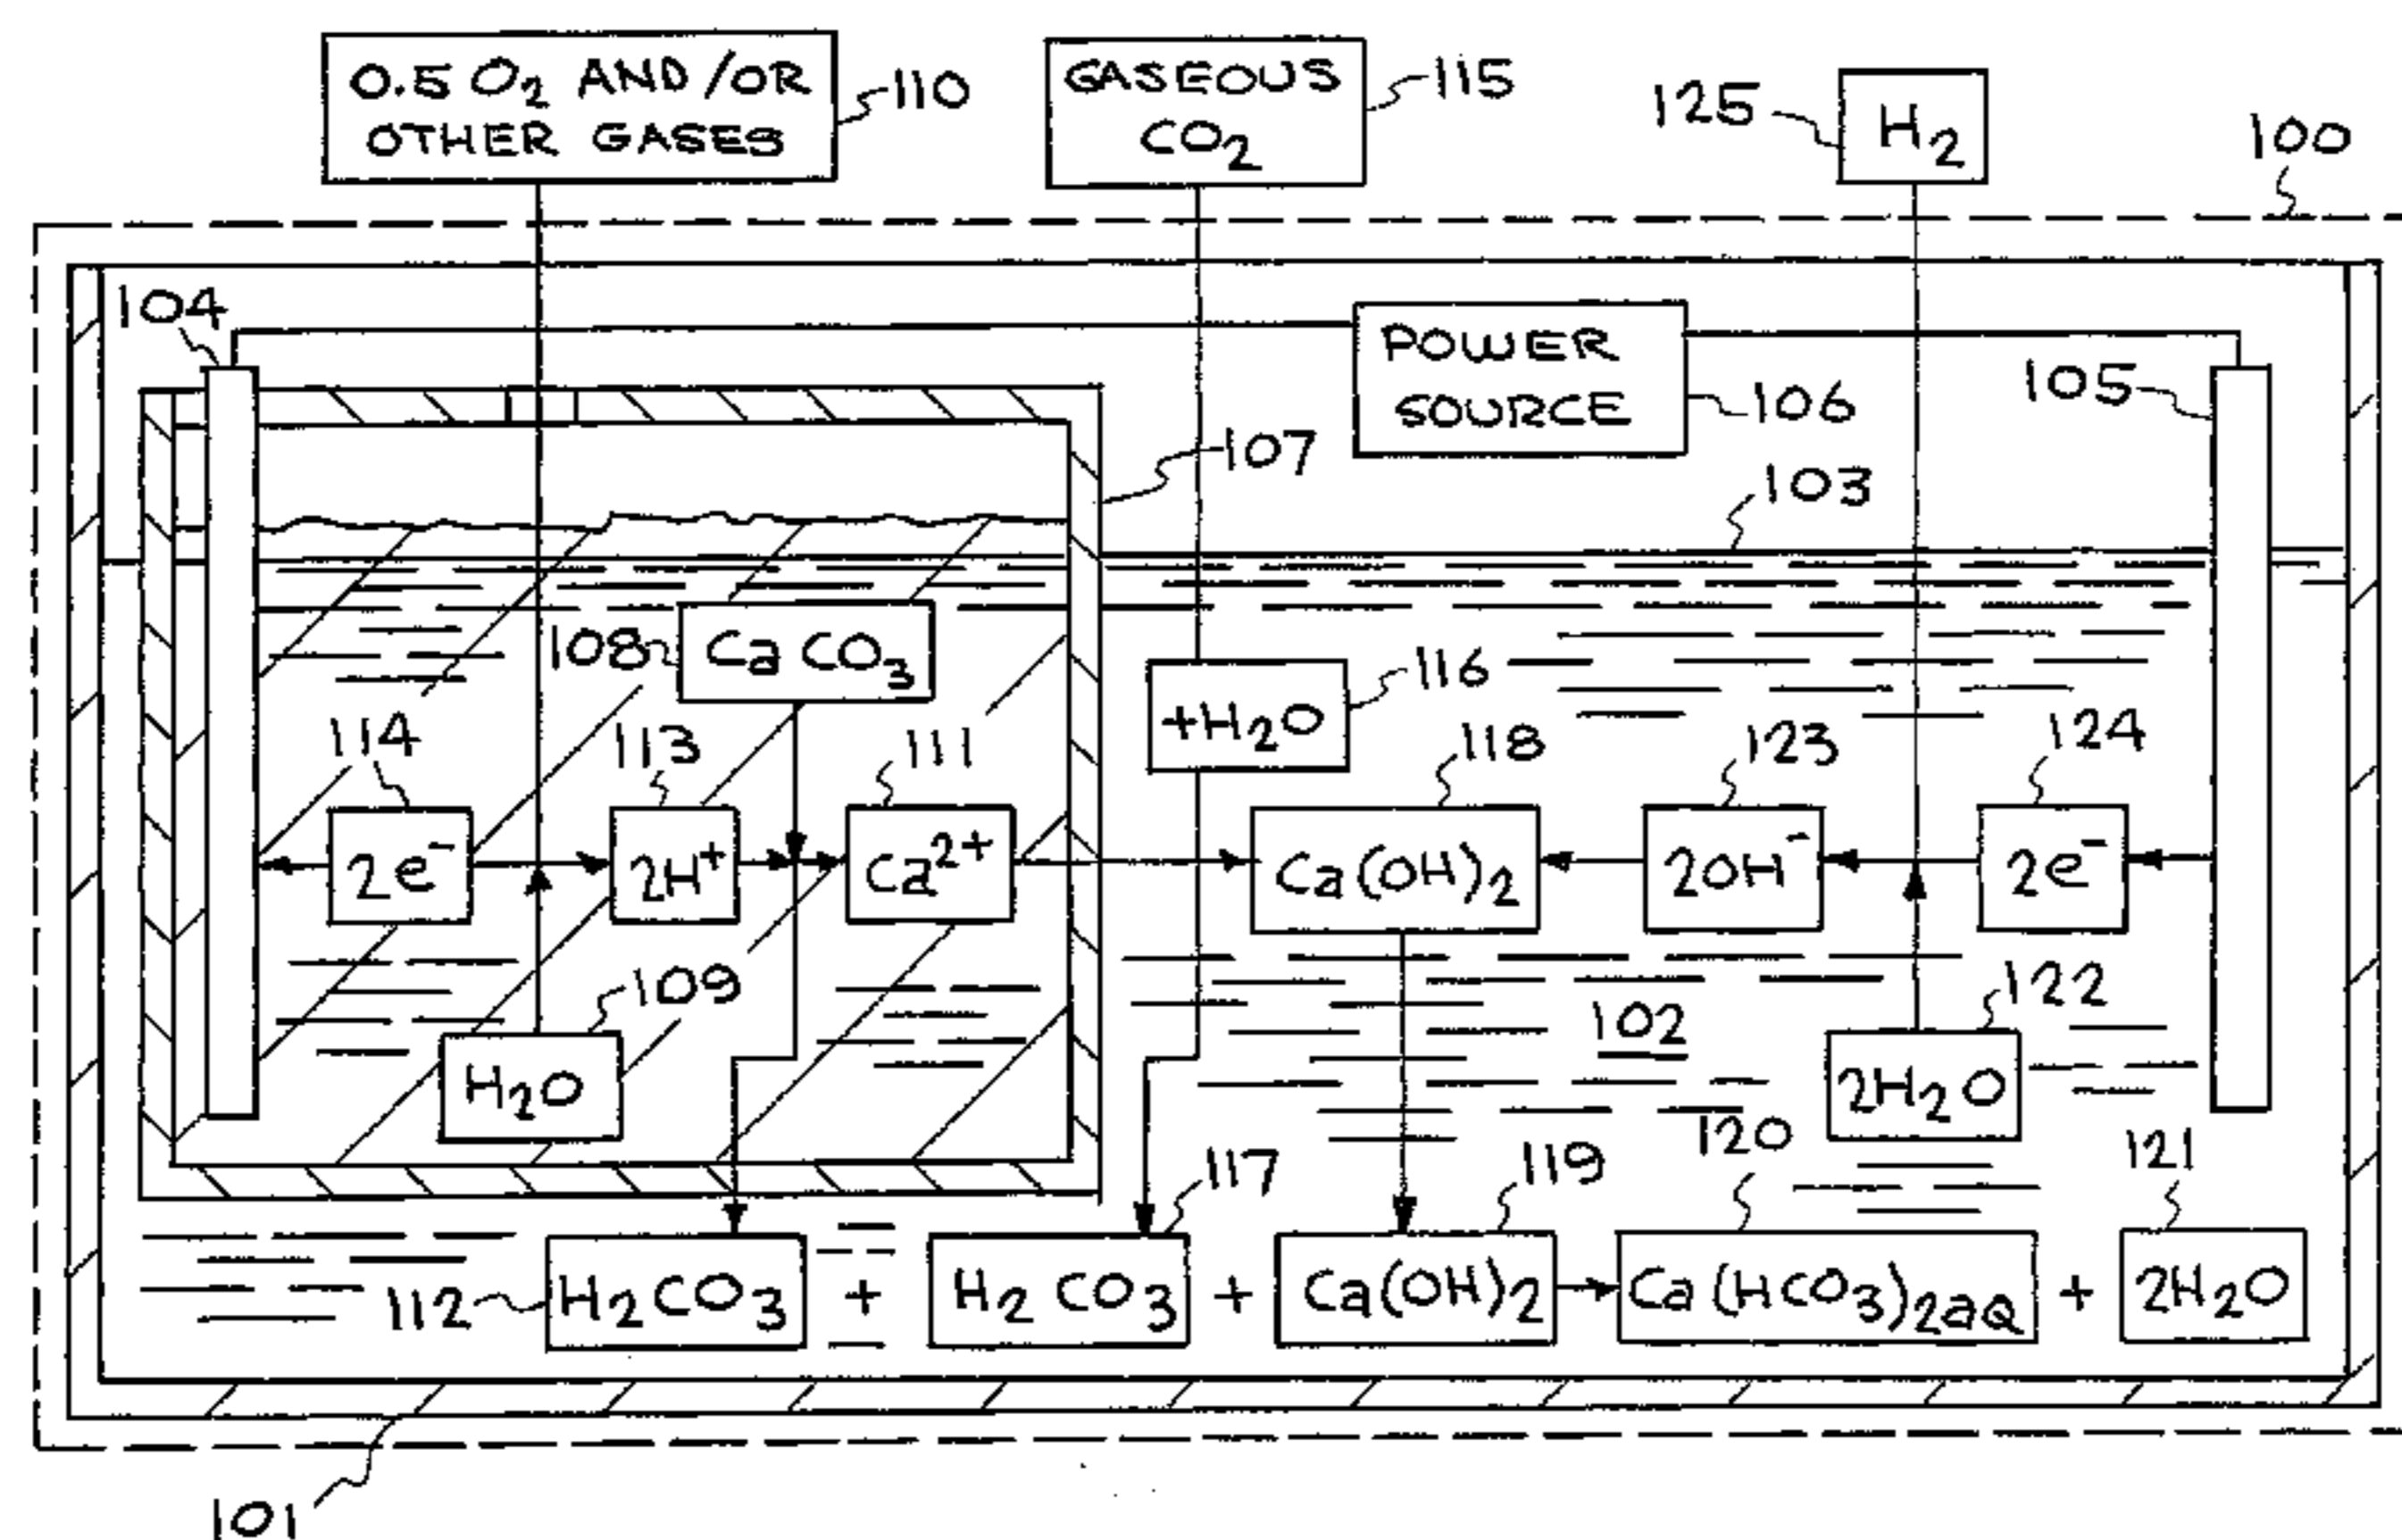 0.5 O₂ AND/OR
OTHER GASES
110
GASEOUS
CO₂
115
125
H₂
100
104
POWER
SOURCE
106
105
107
103
108
CaCO₃
116
+H₂O
114
113
111
118
123
124
2e⁻
2H⁺
Ca²⁺
Ca(OH)₂
2OH⁻
2e⁻
109
H₂O
102
122
2H₂O
117
119
120
121
112
H₂CO₃
+
H₂CO₃
+
Ca(OH)₂
Ca(HCO₃)₂aQ
+
2H₂O
101